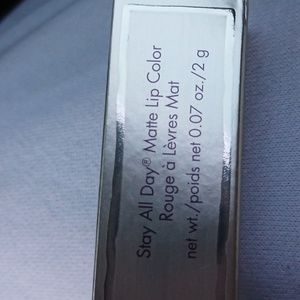 Stay All Day® Matte Lip Color
Rouge à Lèvres Mat
net wt./poids net 0.07 oz./2 g